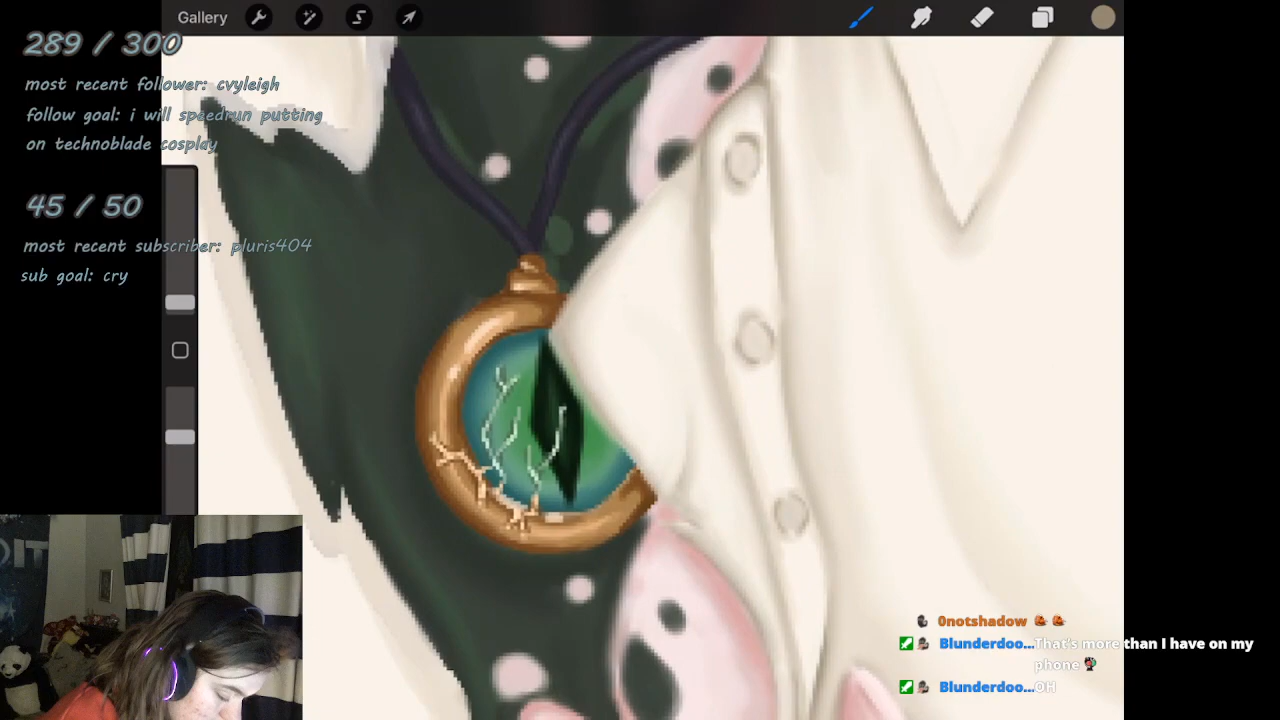 Gallery
289 / 300
most recent follower: cvyleigh
follow goal: i will speedrun putting
on technoblade cosplay
45 / 50
most recent subscriber: pluris404
sub goal: cry
0notshadow
Blunderdoo... That's more than I have on my
phone
Blunderdoo... OH